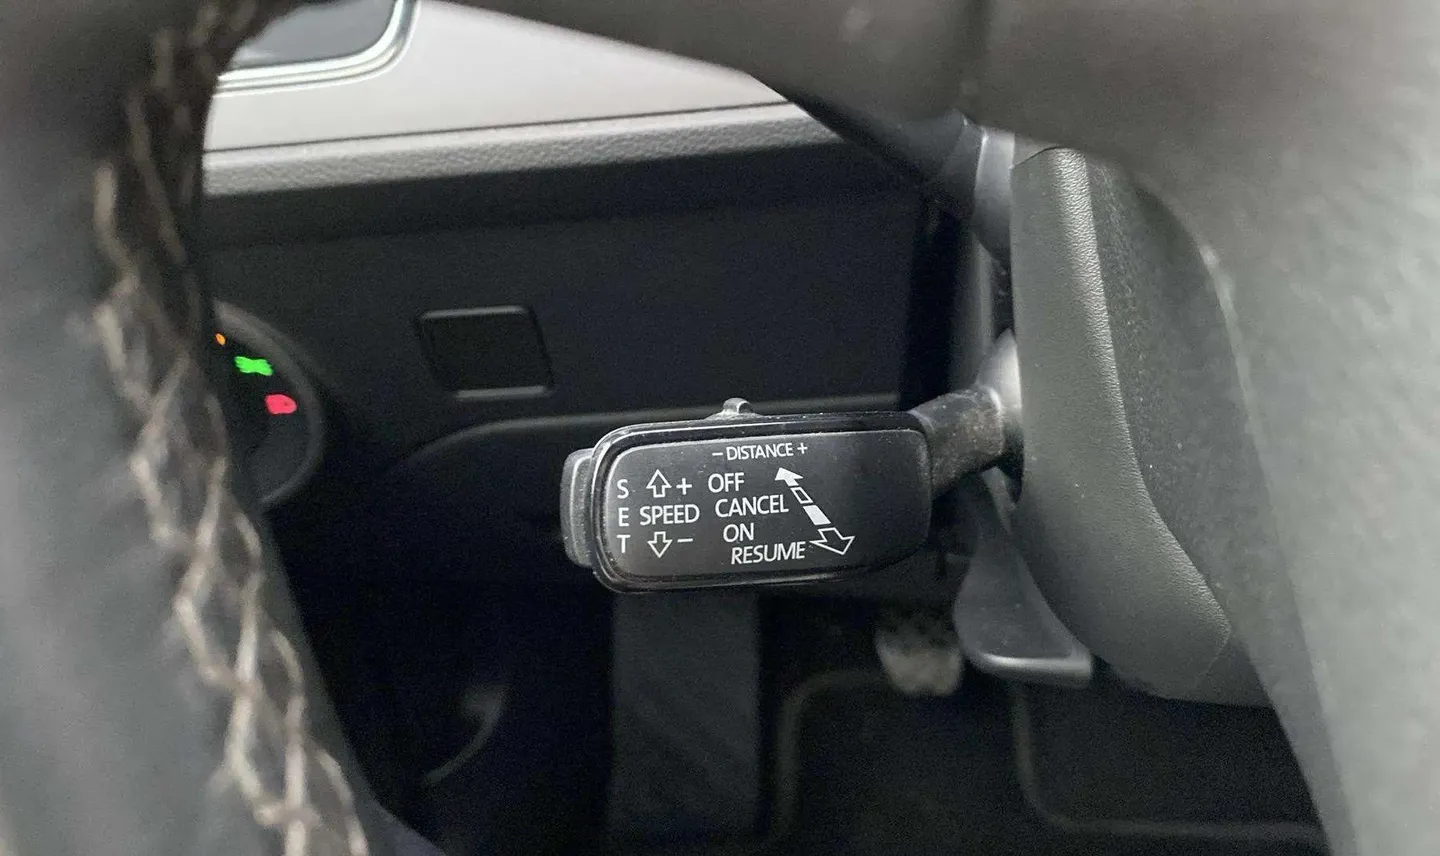 − DISTANCE +
S + OFF
E SPEED CANCEL
T − ON
RESUME